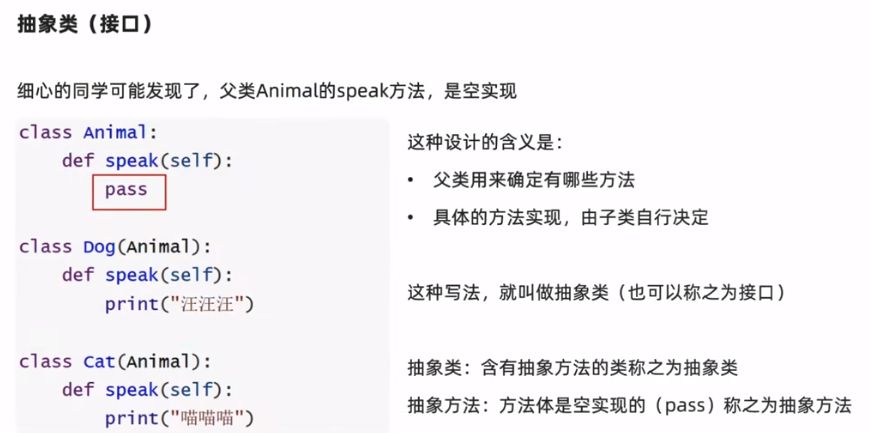 抽象类（接口）
细心的同学可能发现了，父类Animal的speak方法，是空实现
class Animal:
    def speak(self):
        pass
class Dog(Animal):
    def speak(self):
        print("汪汪汪")
class Cat(Animal):
    def speak(self):
        print("喵喵喵")
这种设计的含义是：
• 父类用来确定有哪些方法
• 具体的方法实现，由子类自行决定
这种写法，就叫做抽象类（也可以称之为接口）
抽象类：含有抽象方法的类称之为抽象类
抽象方法：方法体是空实现的（pass）称之为抽象方法